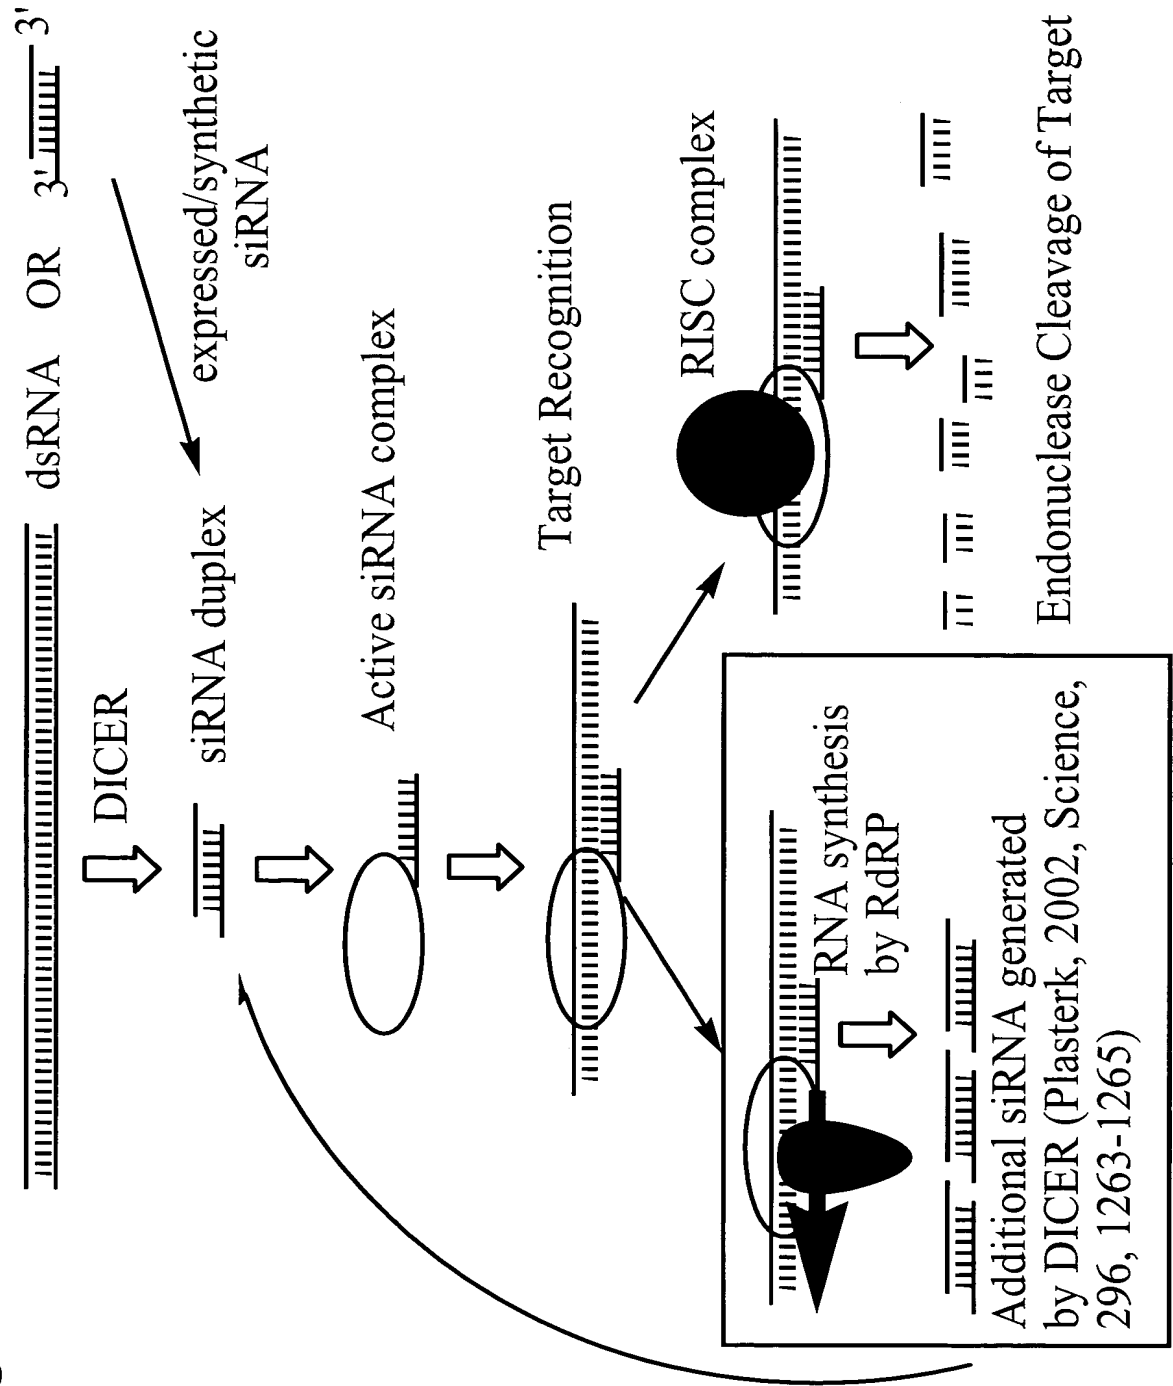 dsRNA OR 3' 3'
DICER
siRNA duplex
expressed/synthetic
siRNA
Active siRNA complex
Target Recognition
RISC complex
RNA synthesis
by RdRP
Additional siRNA generated
by DICER (Plasterk, 2002, Science,
296, 1263-1265)
Endonuclease Cleavage of Target